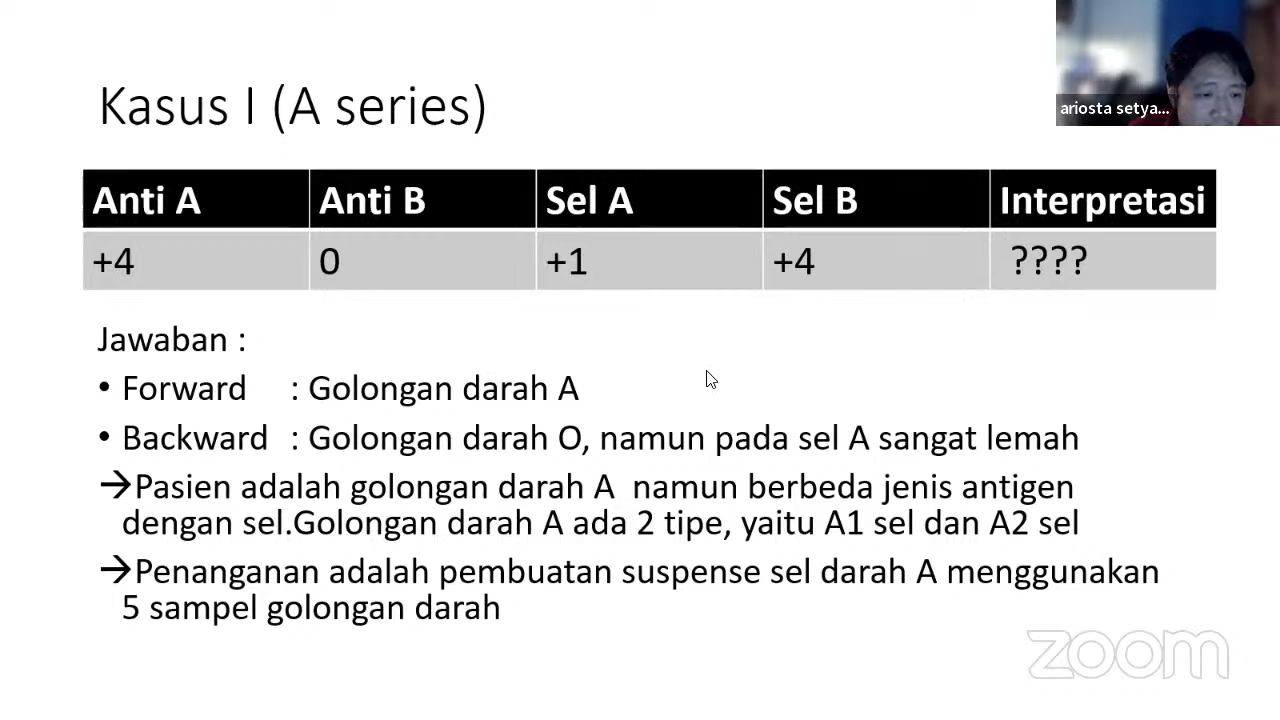 ariosta setya...
Kasus I (A series)
Anti A Anti B Sel A Sel B Interpretasi
+4 0 +1 +4 ????
Jawaban :
• Forward : Golongan darah A
• Backward : Golongan darah O, namun pada sel A sangat lemah
→Pasien adalah golongan darah A namun berbeda jenis antigen
dengan sel.Golongan darah A ada 2 tipe, yaitu A1 sel dan A2 sel
→Penanganan adalah pembuatan suspense sel darah A menggunakan
5 sampel golongan darah
zoom